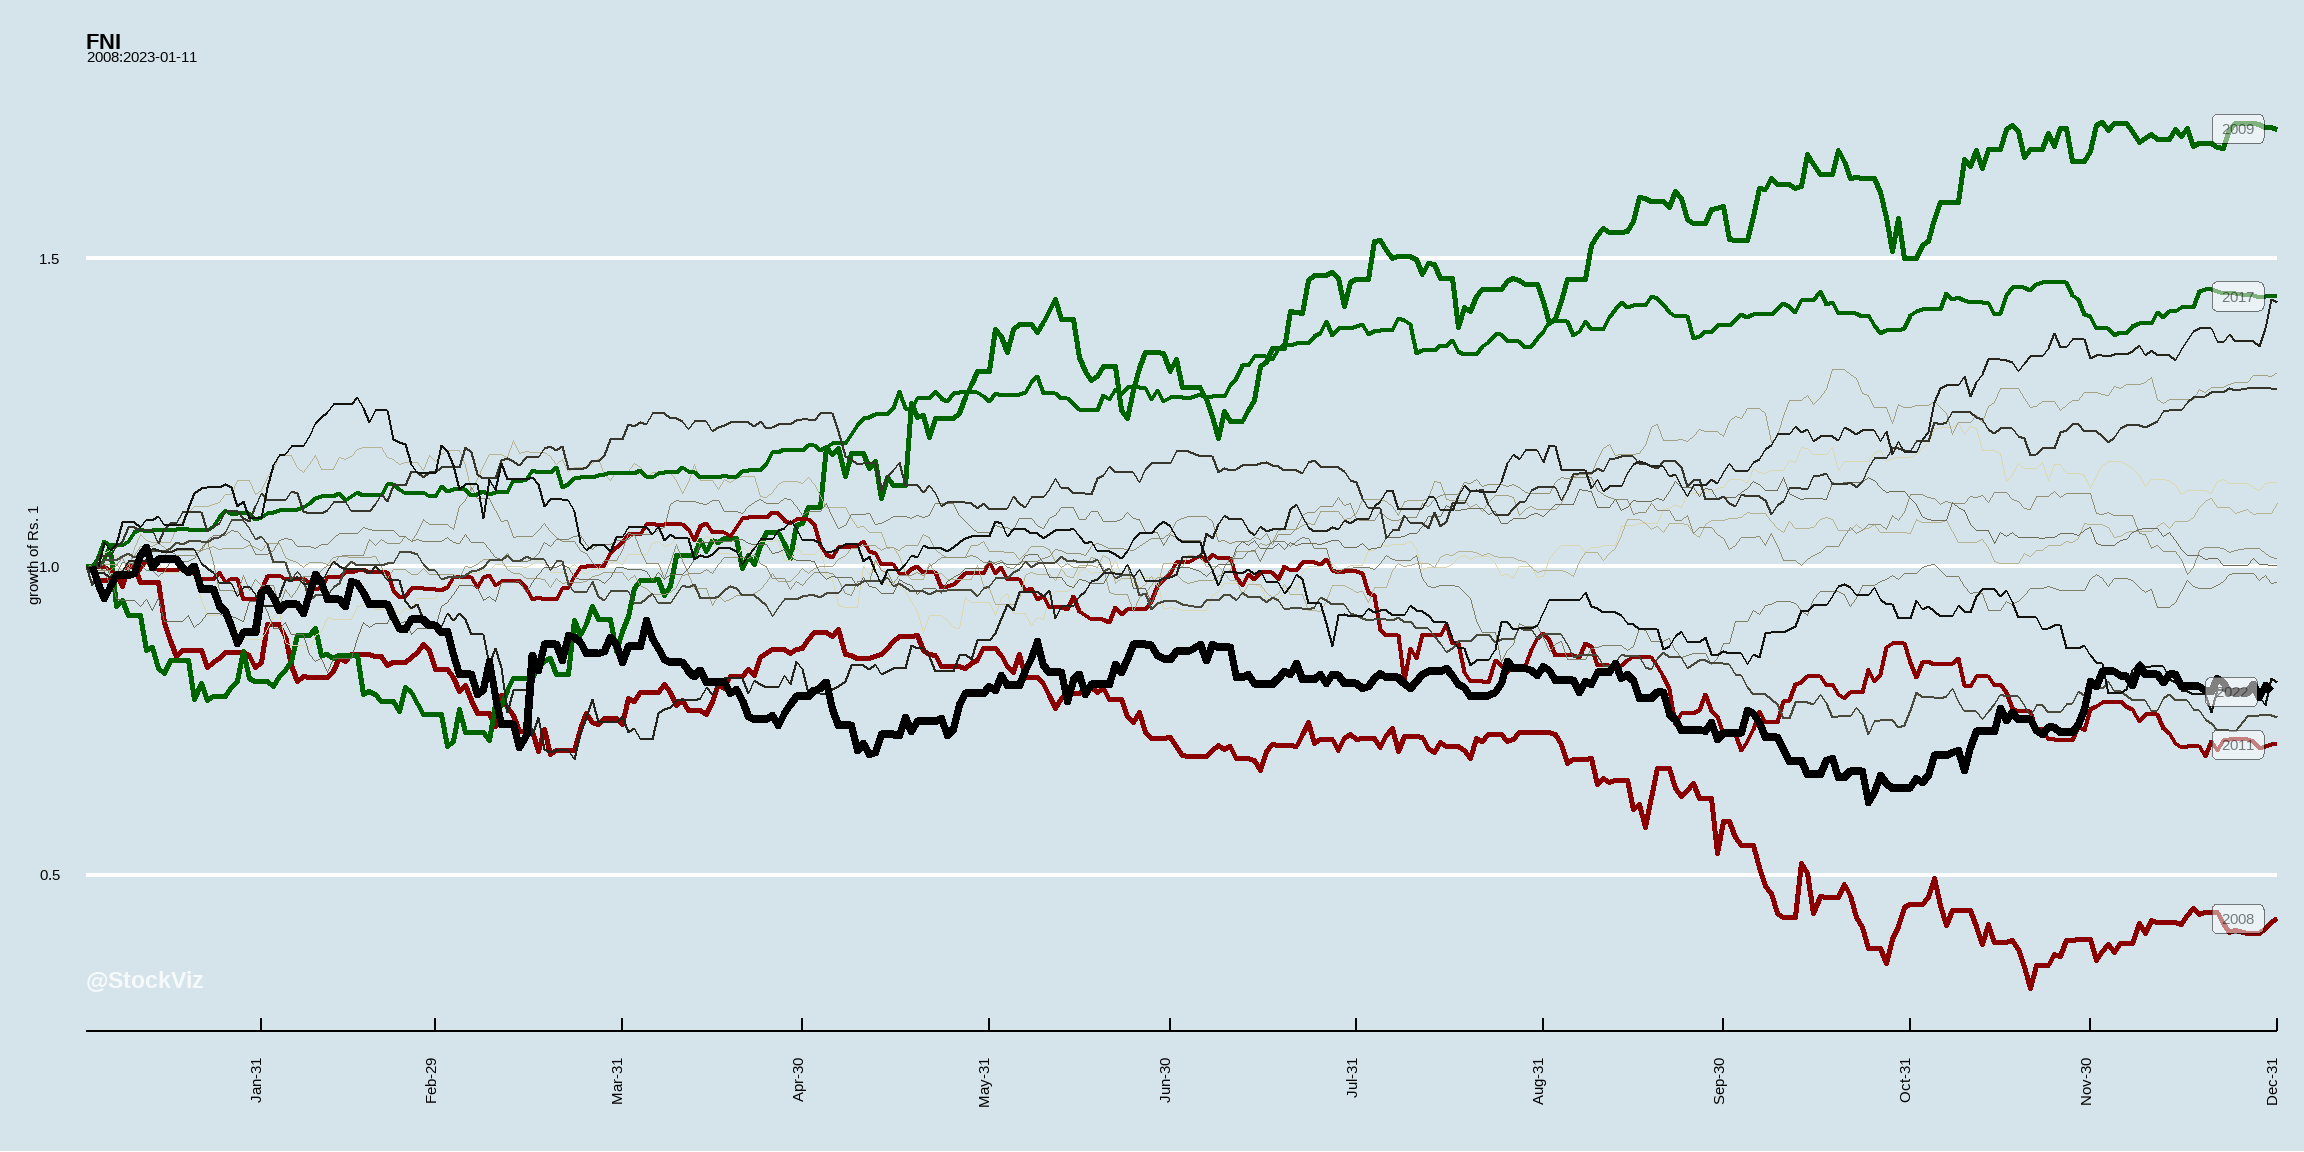 FNI
2008:2023-01-11
2009
1.5
2017
growth of Rs. 1
1.0
2022
2011
0.5
2008
@StockViz
Jan-31
Feb-29
Mar-31
Apr-30
May-31
Jun-30
Jul-31
Aug-31
Sep-30
Oct-31
Nov-30
Dec-31